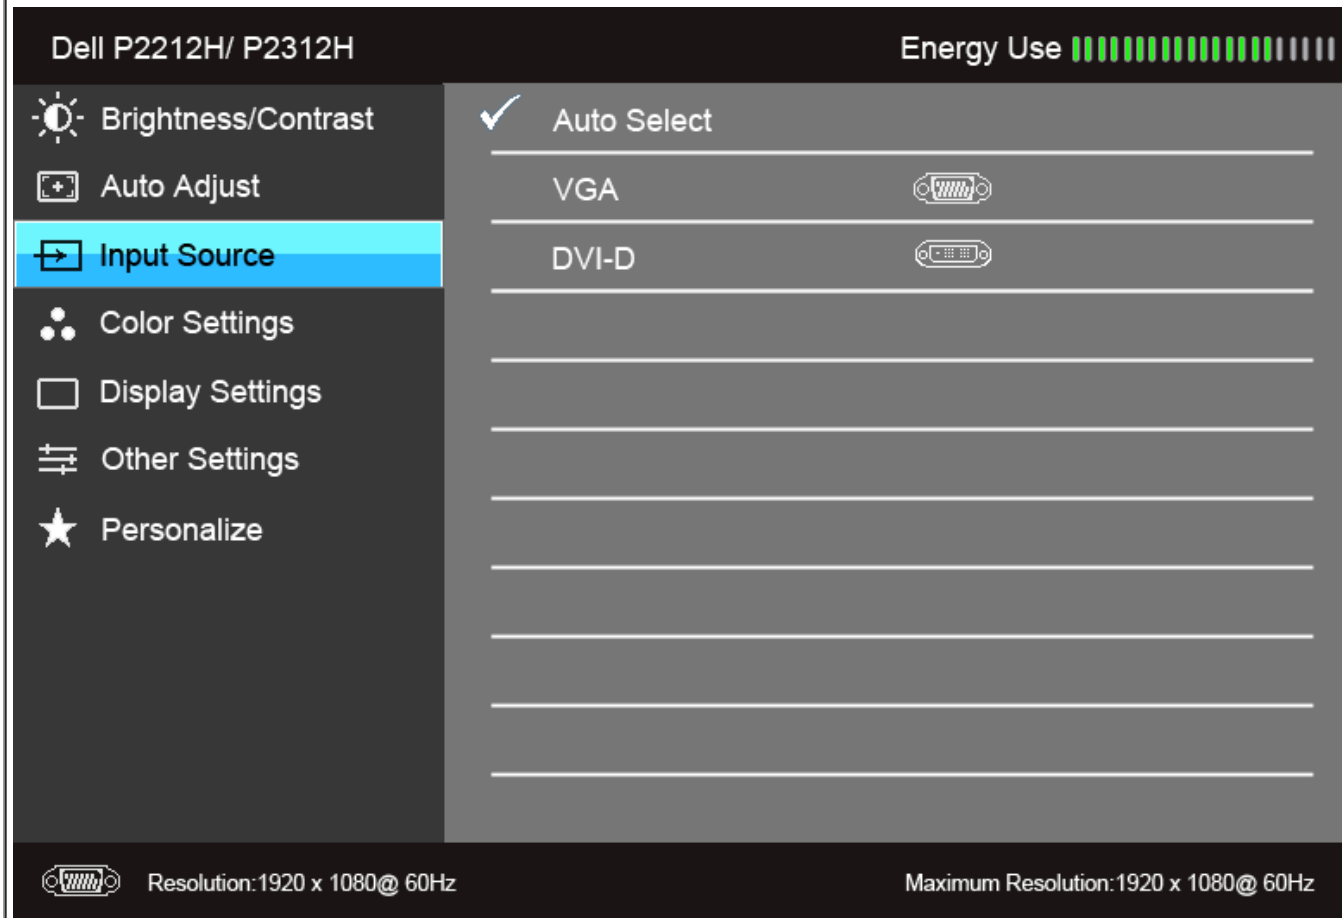 Dell P2212H/ P2312H
Energy Use
Brightness/Contrast
Auto Adjust
Input Source
Color Settings
Display Settings
Other Settings
Personalize
Auto Select
VGA
DVI-D
Resolution:1920 x 1080@ 60Hz
Maximum Resolution:1920 x 1080@ 60Hz